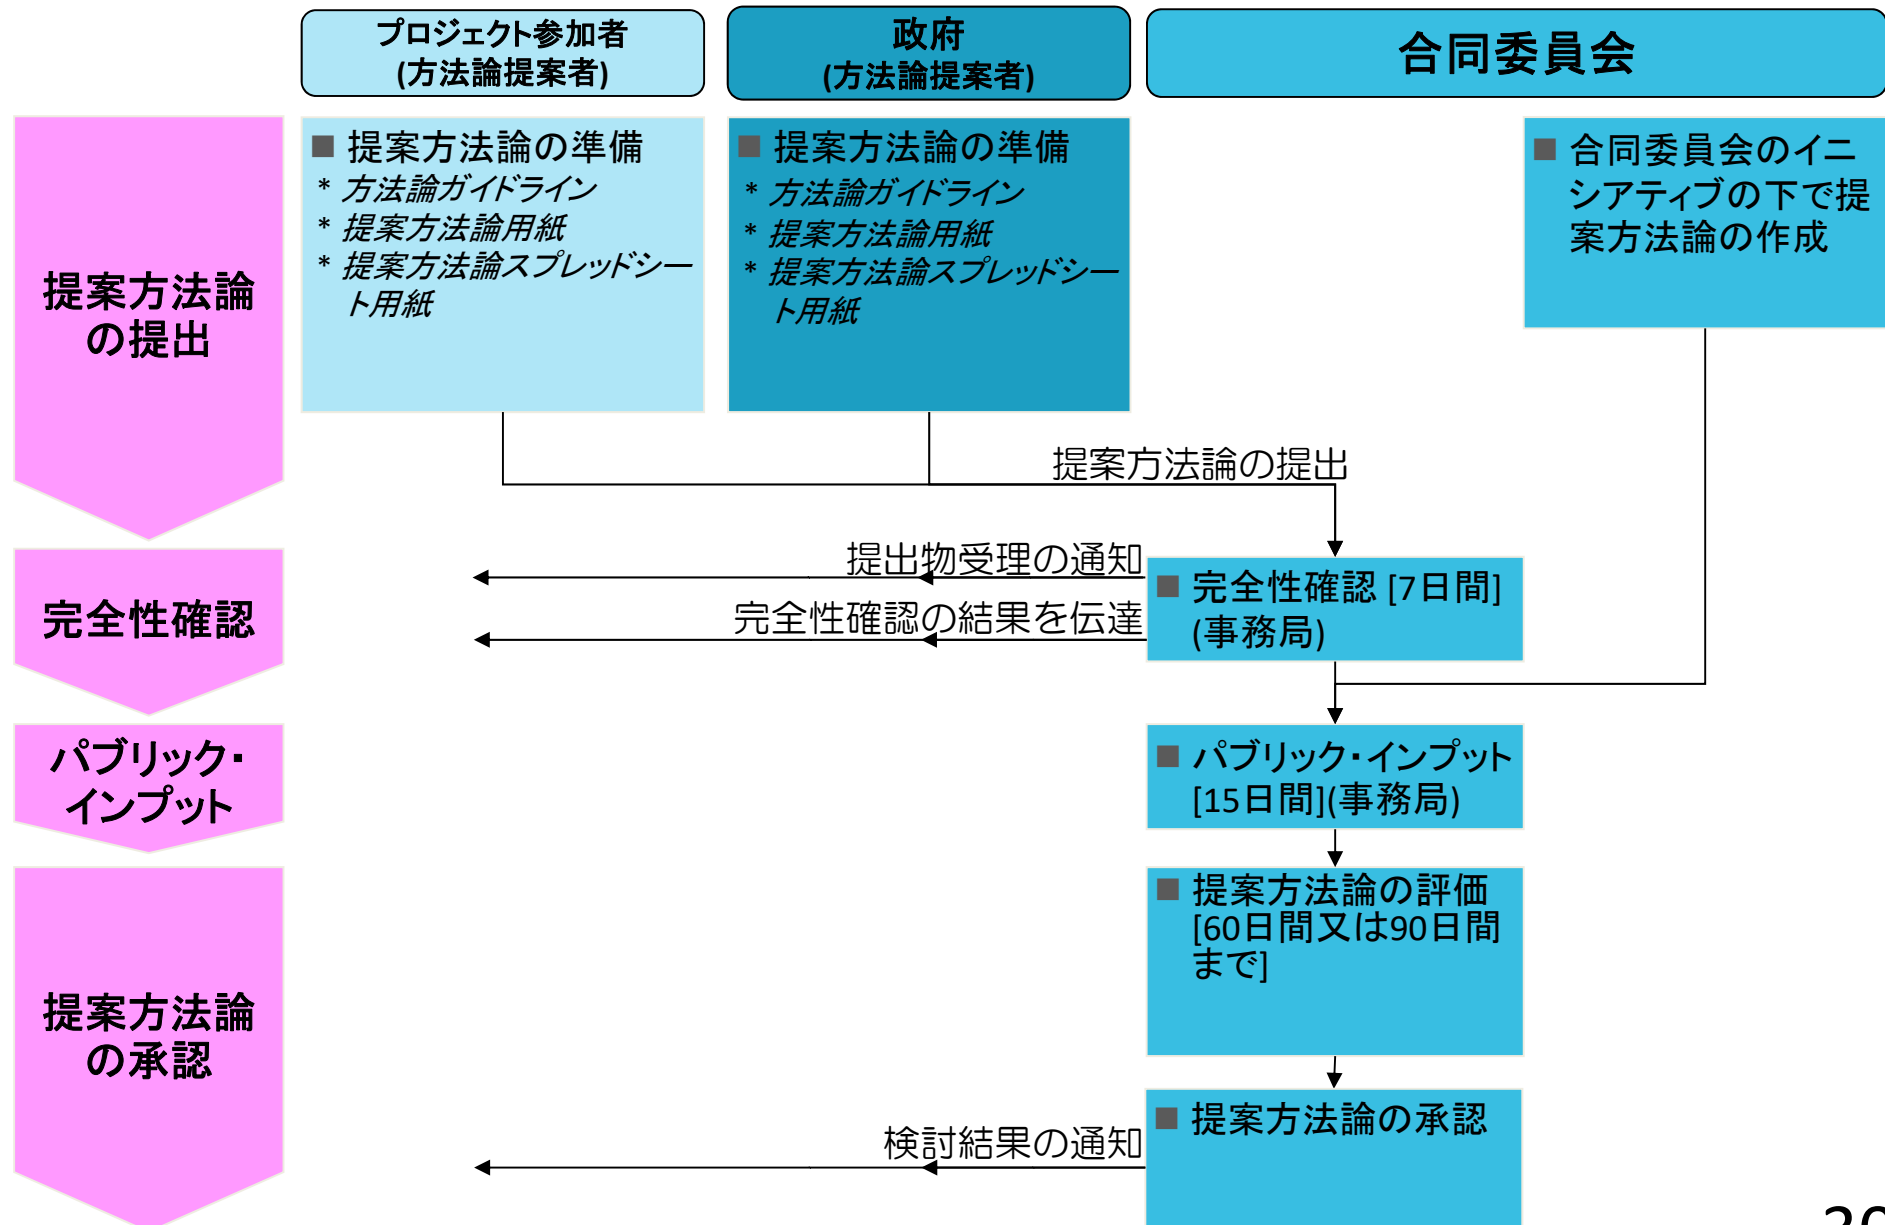 プロジェクト参加者
(方法論提案者)
政府
(方法論提案者)
合同委員会
提案方法論
の提出
■ 提案方法論の準備
* 方法論ガイドライン
* 提案方法論用紙
* 提案方法論スプレッドシー
ト用紙
■ 提案方法論の準備
* 方法論ガイドライン
* 提案方法論用紙
* 提案方法論スプレッドシー
ト用紙
■ 合同委員会のイニ
シアティブの下で提
案方法論の作成
提案方法論の提出
完全性確認
提出物受理の通知
完全性確認の結果を伝達
■ 完全性確認 [7日間]
(事務局)
パブリック・
インプット
■ パブリック・インプット
[15日間](事務局)
提案方法論
の承認
■ 提案方法論の評価
[60日間又は90日間
まで]
検討結果の通知
■ 提案方法論の承認